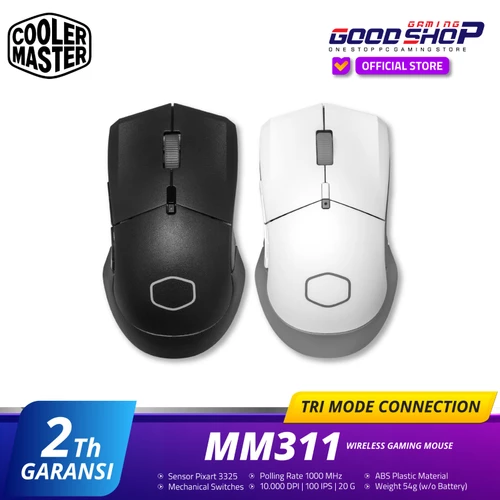 COOLER
MASTER
GAMING
GOOD SHOP
ONE STOP PC GAMING STORE
OFFICIAL STORE
TRI MODE CONNECTION
2Th
GARANSI
MM311 WIRELESS GAMING MOUSE
• Sensor Pixart 3325
• Polling Rate 1000 MHz
• ABS Plastic Material
• Mechanical Switches
• 10.000 DPI | 100 IPS | 20 G
• Weight 54g (w/o Battery)